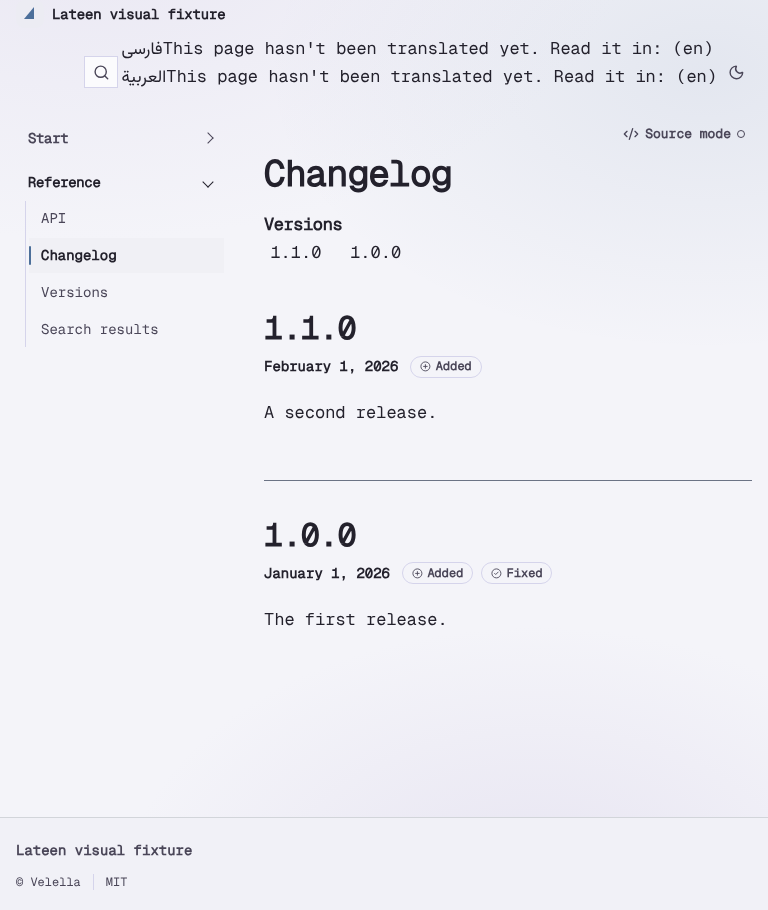 Lateen visual fixture
فارسیThis page hasn't been translated yet. Read it in: (en)
العربيةThis page hasn't been translated yet. Read it in: (en)
Source mode
Start
Reference
API
Changelog
Versions
Search results
Changelog
Versions
1.1.0 1.0.0
1.1.0
February 1, 2026 Added
A second release.
1.0.0
January 1, 2026 Added Fixed
The first release.
Lateen visual fixture
© Velella MIT